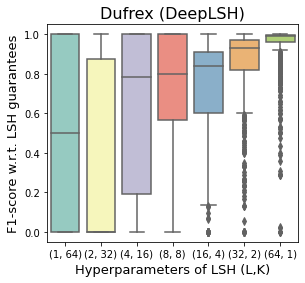 Dufrex (DeepLSH)
F1-score w.r.t. LSH guarantees
1.0
0.8
0.6
0.4
0.2
0.0
(1, 64) (2, 32) (4, 16) (8, 8) (16, 4) (32, 2) (64, 1)
Hyperparameters of LSH (L,K)